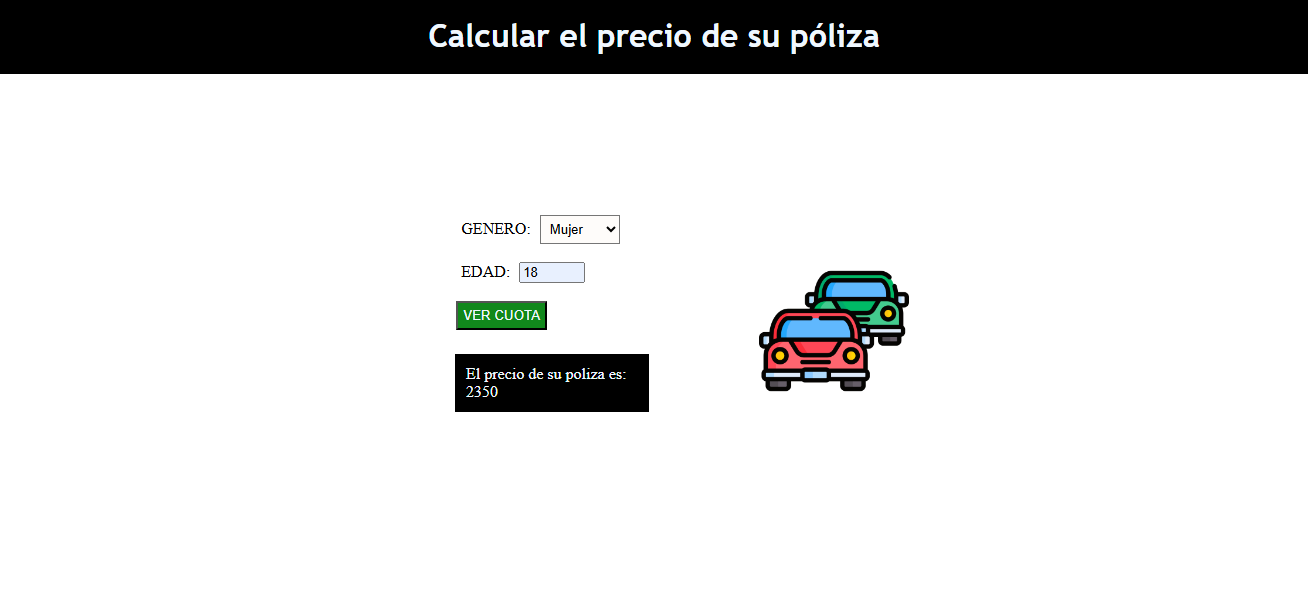 Calcular el precio de su póliza
GENERO: Mujer
EDAD: 18
VER CUOTA
El precio de su poliza es:
2350